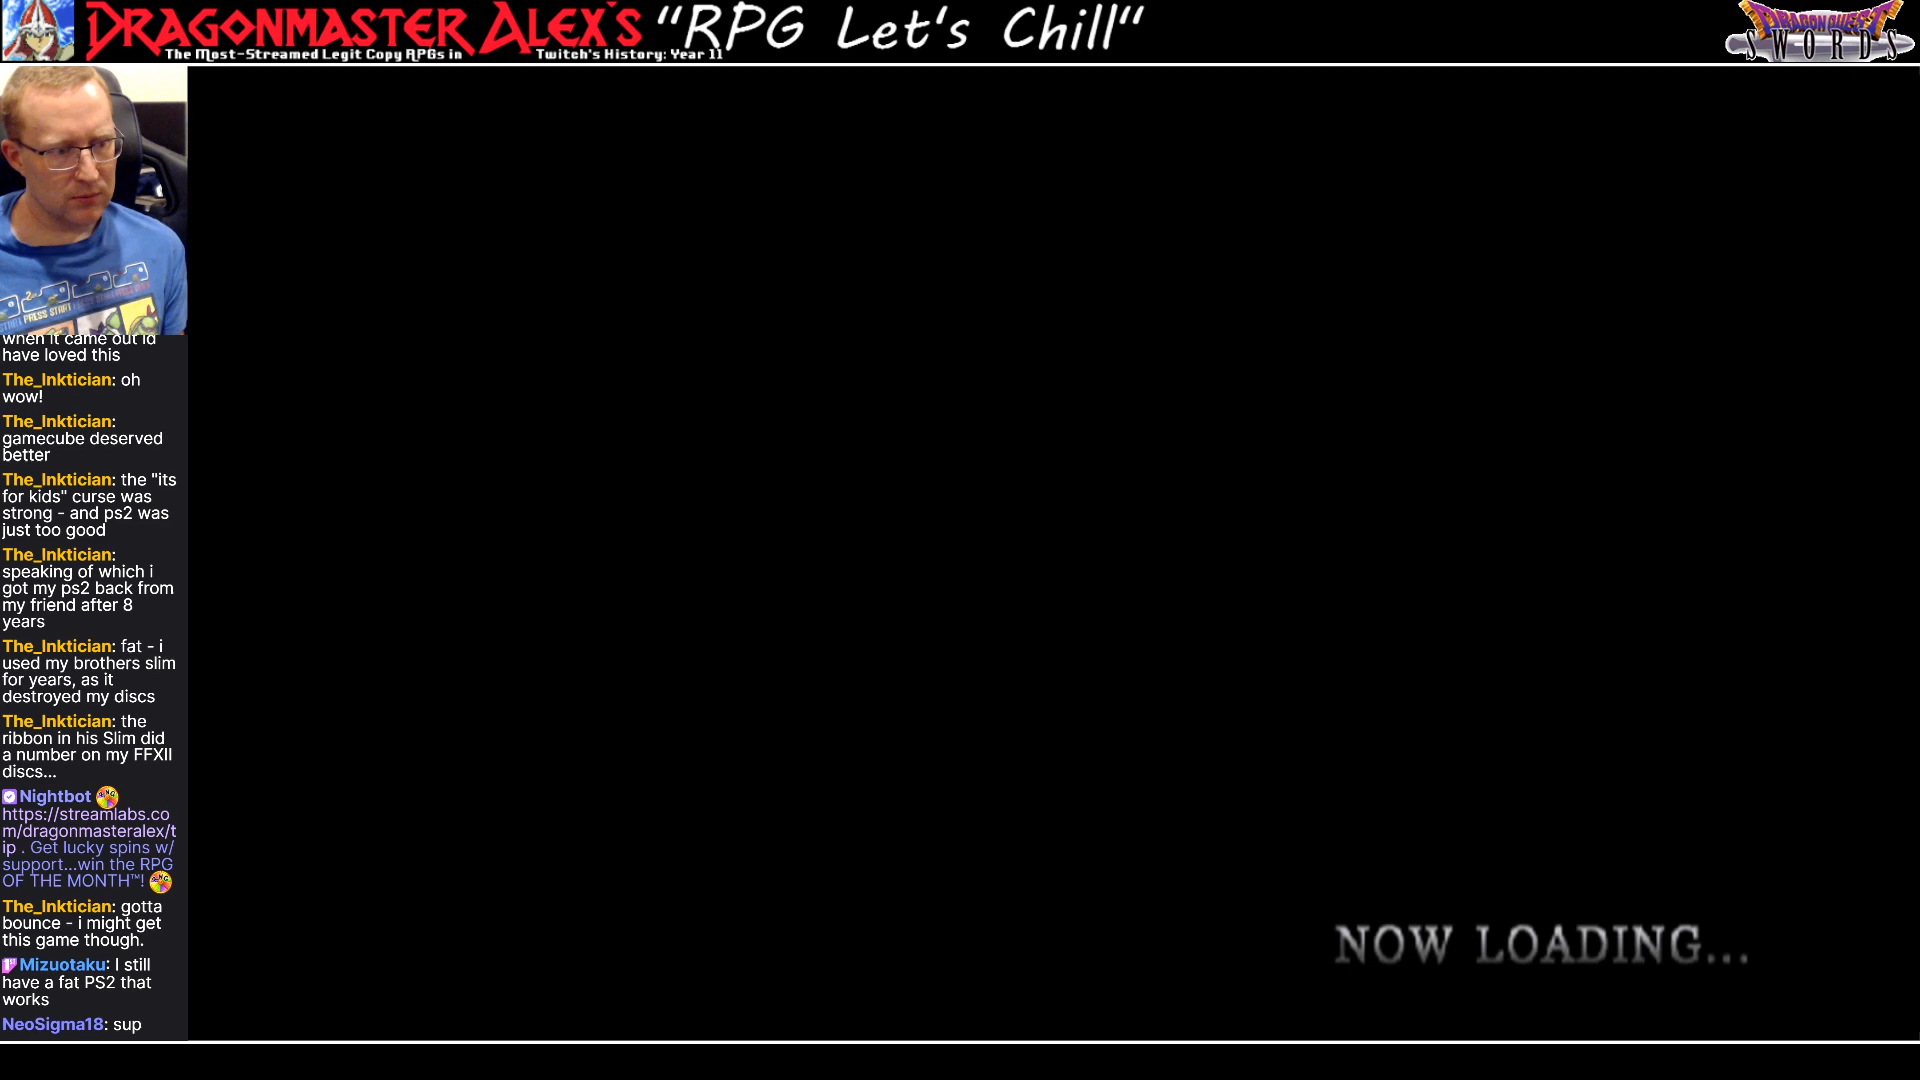 DRAGONMASTER ALEX'S "RPG Let's Chill"
The Most-Streamed Legit Copy RPGs in Twitch's History: Year 11
DRAGON QUEST
SWORDS
PRESS START
when it came out id
have loved this
The_Inktician: oh
wow!
The_Inktician:
gamecube deserved
better
The_Inktician: the "its
for kids" curse was
strong - and ps2 was
just too good
The_Inktician:
speaking of which i
got my ps2 back from
my friend after 8
years
The_Inktician: fat - i
used my brothers slim
for years, as it
destroyed my discs
The_Inktician: the
ribbon in his Slim did
a number on my FFXII
discs...
Nightbot
https://streamlabs.co
m/dragonmasteralex/t
ip . Get lucky spins w/
support...win the RPG
OF THE MONTH™!
The_Inktician: gotta
bounce - i might get
this game though.
Mizuotaku: I still
have a fat PS2 that
works
NeoSigma18: sup
NOW LOADING...